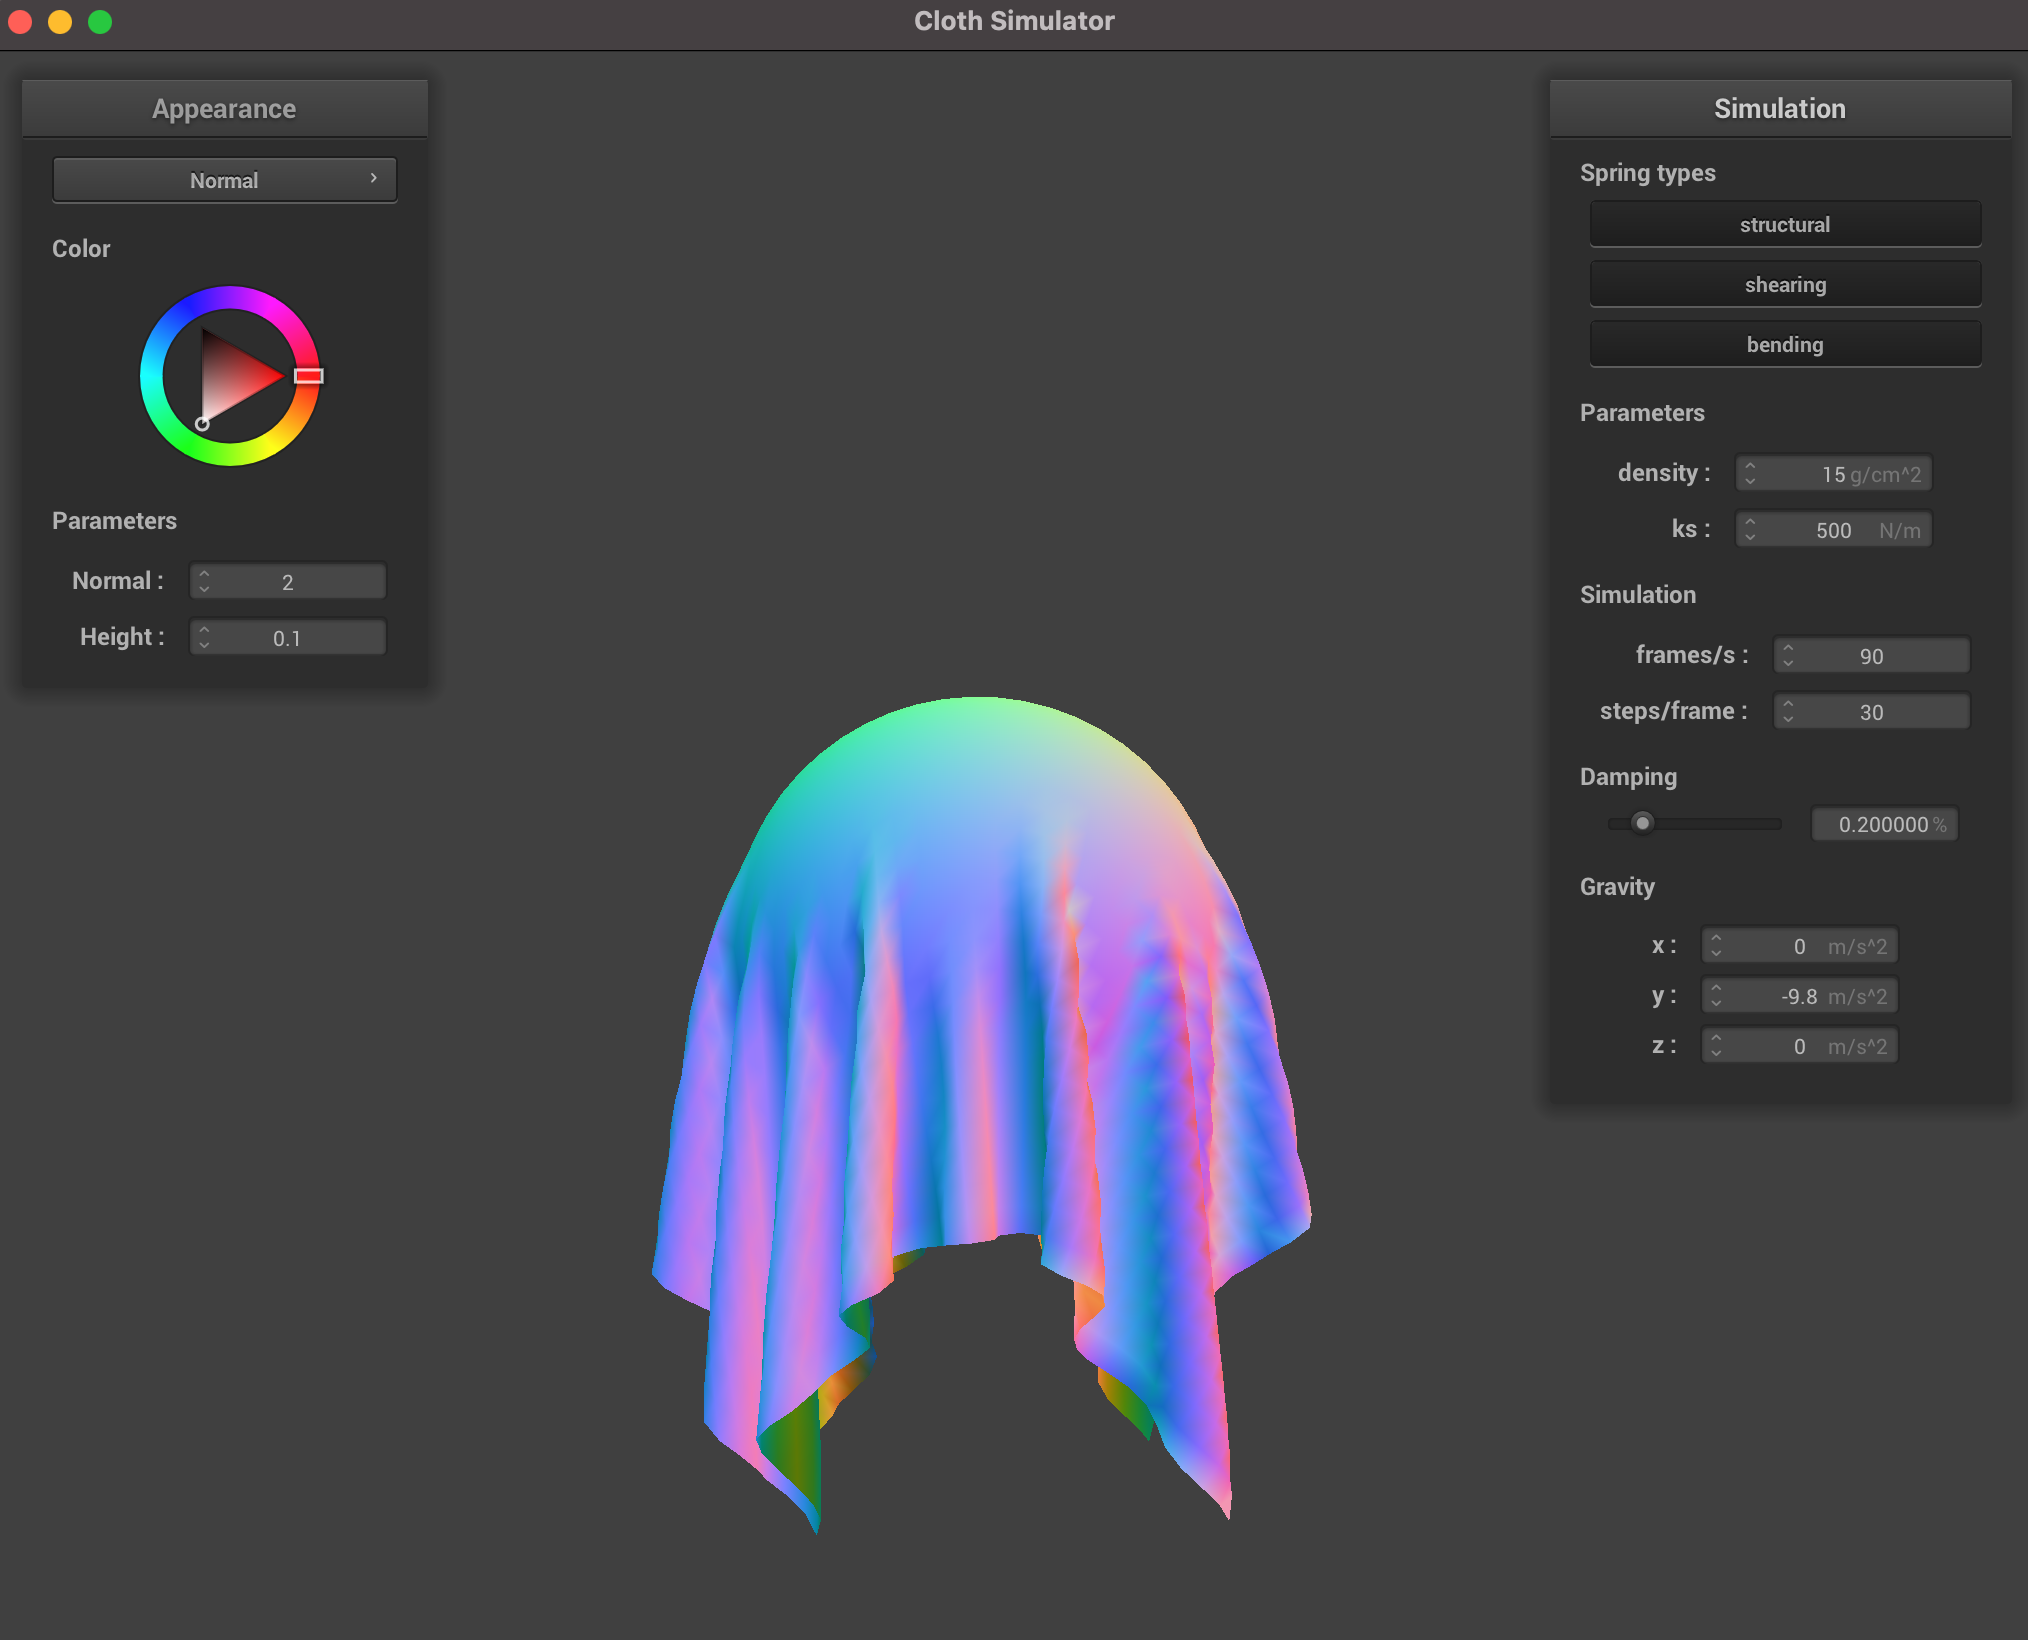 Cloth Simulator
Appearance
Normal
Color
Parameters
Normal : 2
Height : 0.1
Simulation
Spring types
structural
shearing
bending
Parameters
density : 15 g/cm^2
ks : 500 N/m
Simulation
frames/s : 90
steps/frame : 30
Damping
0.200000 %
Gravity
x : 0 m/s^2
y : -9.8 m/s^2
z : 0 m/s^2